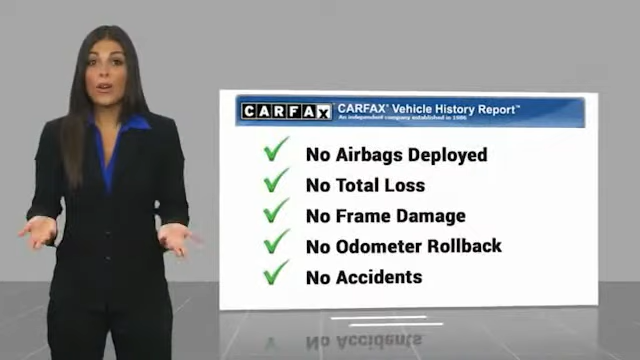 CARFAX
CARFAX Vehicle History Report™
An independent company established in 1986
No Airbags Deployed
No Total Loss
No Frame Damage
No Odometer Rollback
No Accidents